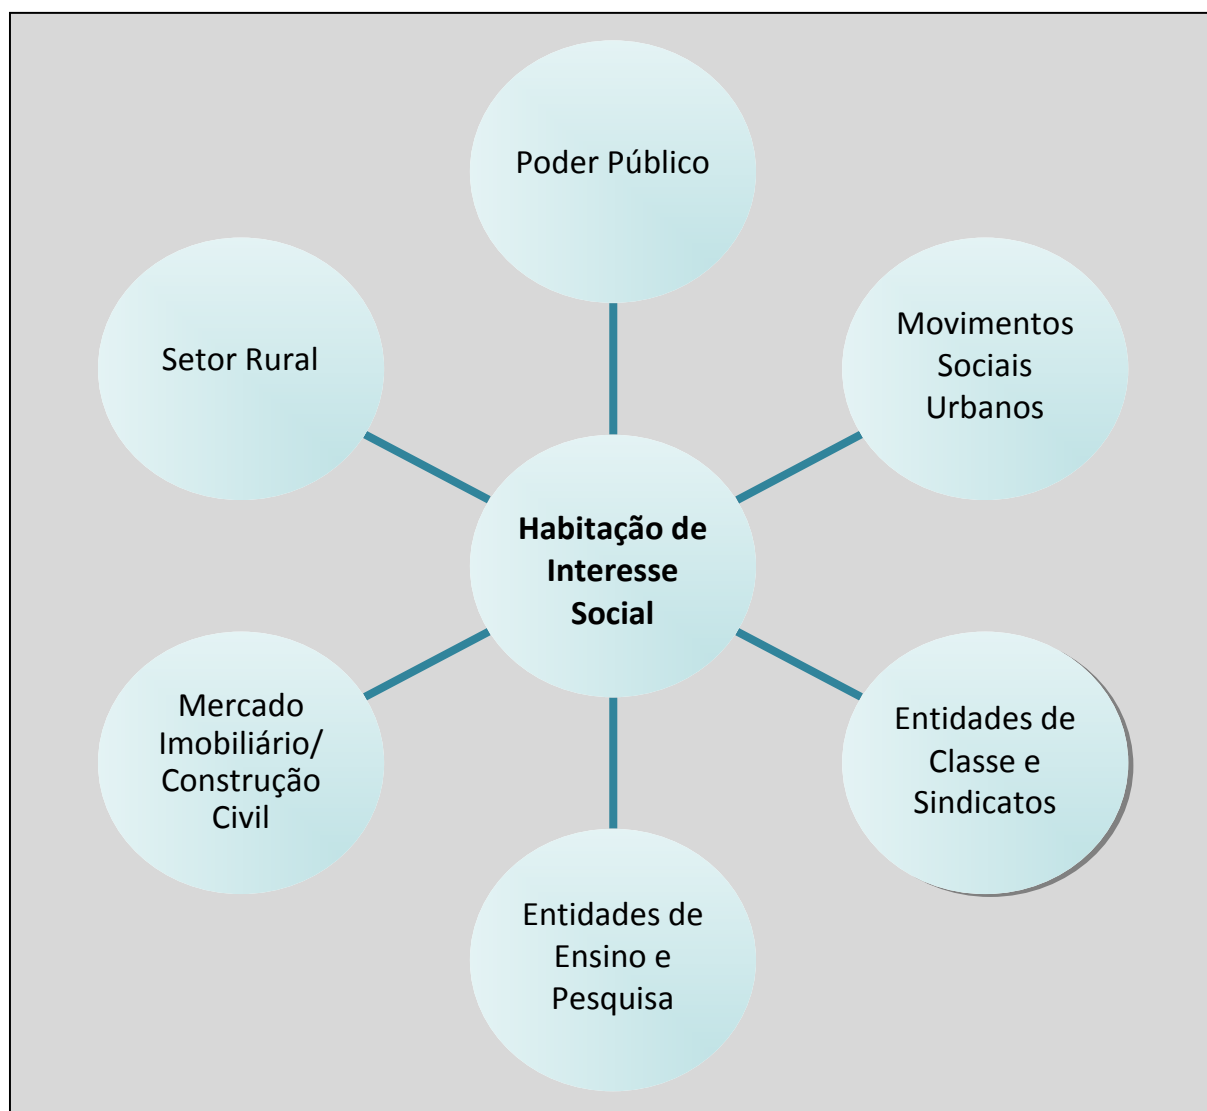 Poder Público
Setor Rural
Movimentos
Sociais
Urbanos
Habitação de
Interesse
Social
Mercado
Imobiliário/
Construção
Civil
Entidades de
Classe e
Sindicatos
Entidades de
Ensino e
Pesquisa